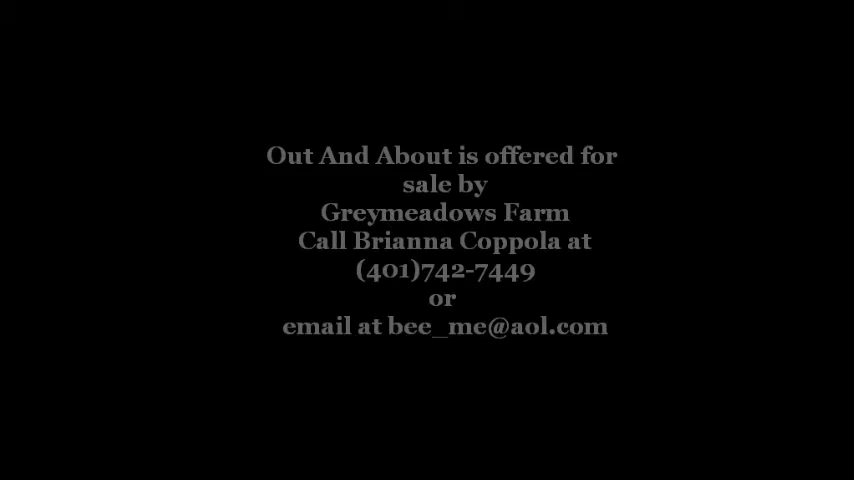 Out And About is offered for
sale by
Greymeadows Farm
Call Brianna Coppola at
(401)742-7449
or
email at bee_me@aol.com